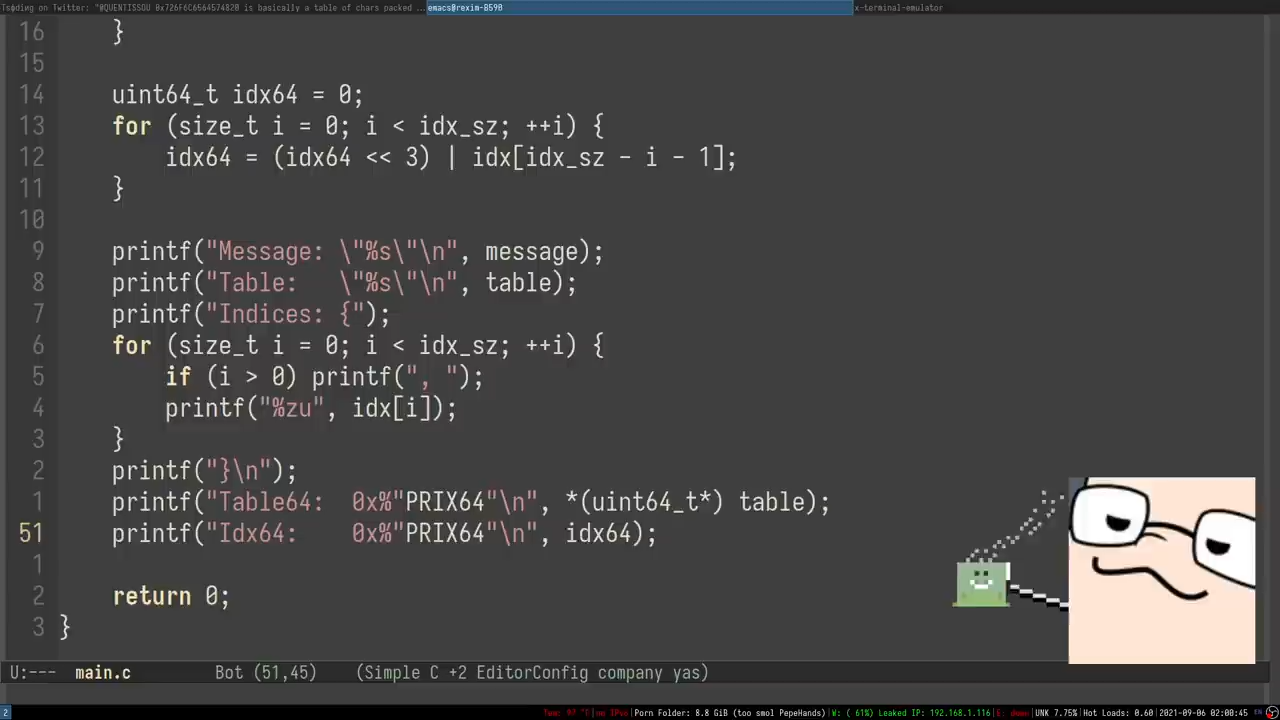 Tsoding on Twitter: "@QUENTISSOU 0x726F6C6564574820 is basically a table of chars packed ... emacs@rexim-B590 x-terminal-emulator
16 }
15
14 uint64_t idx64 = 0;
13 for (size_t i = 0; i < idx_sz; ++i) {
12 idx64 = (idx64 << 3) | idx[idx_sz - i - 1];
11 }
10
9 printf("Message: \"%s\"\n", message);
8 printf("Table:   \"%s\"\n", table);
7 printf("Indices: {");
6 for (size_t i = 0; i < idx_sz; ++i) {
5 if (i > 0) printf(", ");
4 printf("%zu", idx[i]);
3 }
2 printf("}\n");
1 printf("Table64:  0x%"PRIX64"\n", *(uint64_t*) table);
51 printf("Idx64:    0x%"PRIX64"\n", idx64);
1
2 return 0;
3 }
U:--- main.c Bot (51,45) (Simple C +2 EditorConfig company yas)
2 Porn Folder: 8.8 GiB (too smol PepeHands) W: ( 61%) Leaked IP: 192.168.1.116 E: down UNK 7.75% Hot Loads: 0.60 2021-09-06 02:00:45 EN